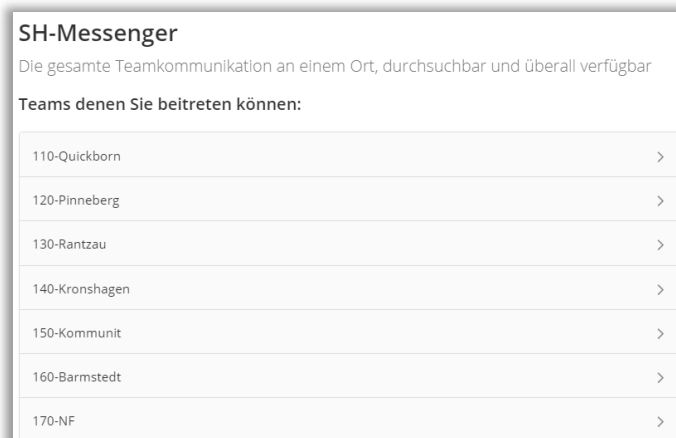 SH-Messenger
Die gesamte Teamkommunikation an einem Ort, durchsuchbar und überall verfügbar
Teams denen Sie beitreten können:
110-Quickborn
120-Pinneberg
130-Rantzau
140-Kronshagen
150-Kommunit
160-Barmstedt
170-NF